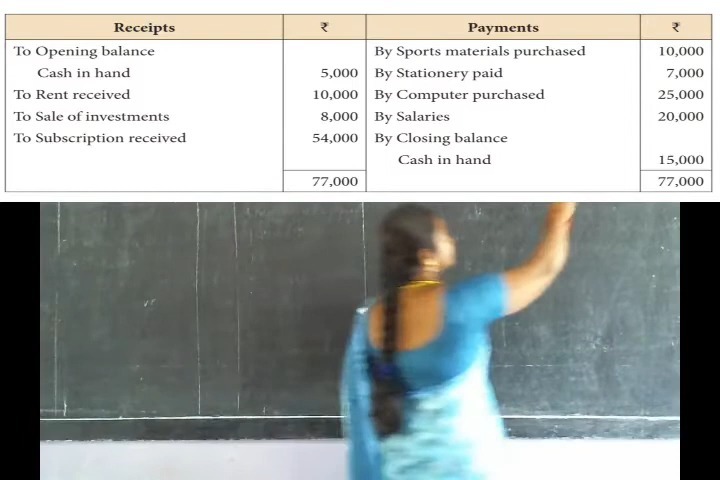 Receipts ₹ Payments ₹
To Opening balance By Sports materials purchased 10,000
Cash in hand 5,000 By Stationery paid 7,000
To Rent received 10,000 By Computer purchased 25,000
To Sale of investments 8,000 By Salaries 20,000
To Subscription received 54,000 By Closing balance
Cash in hand 15,000
77,000 77,000